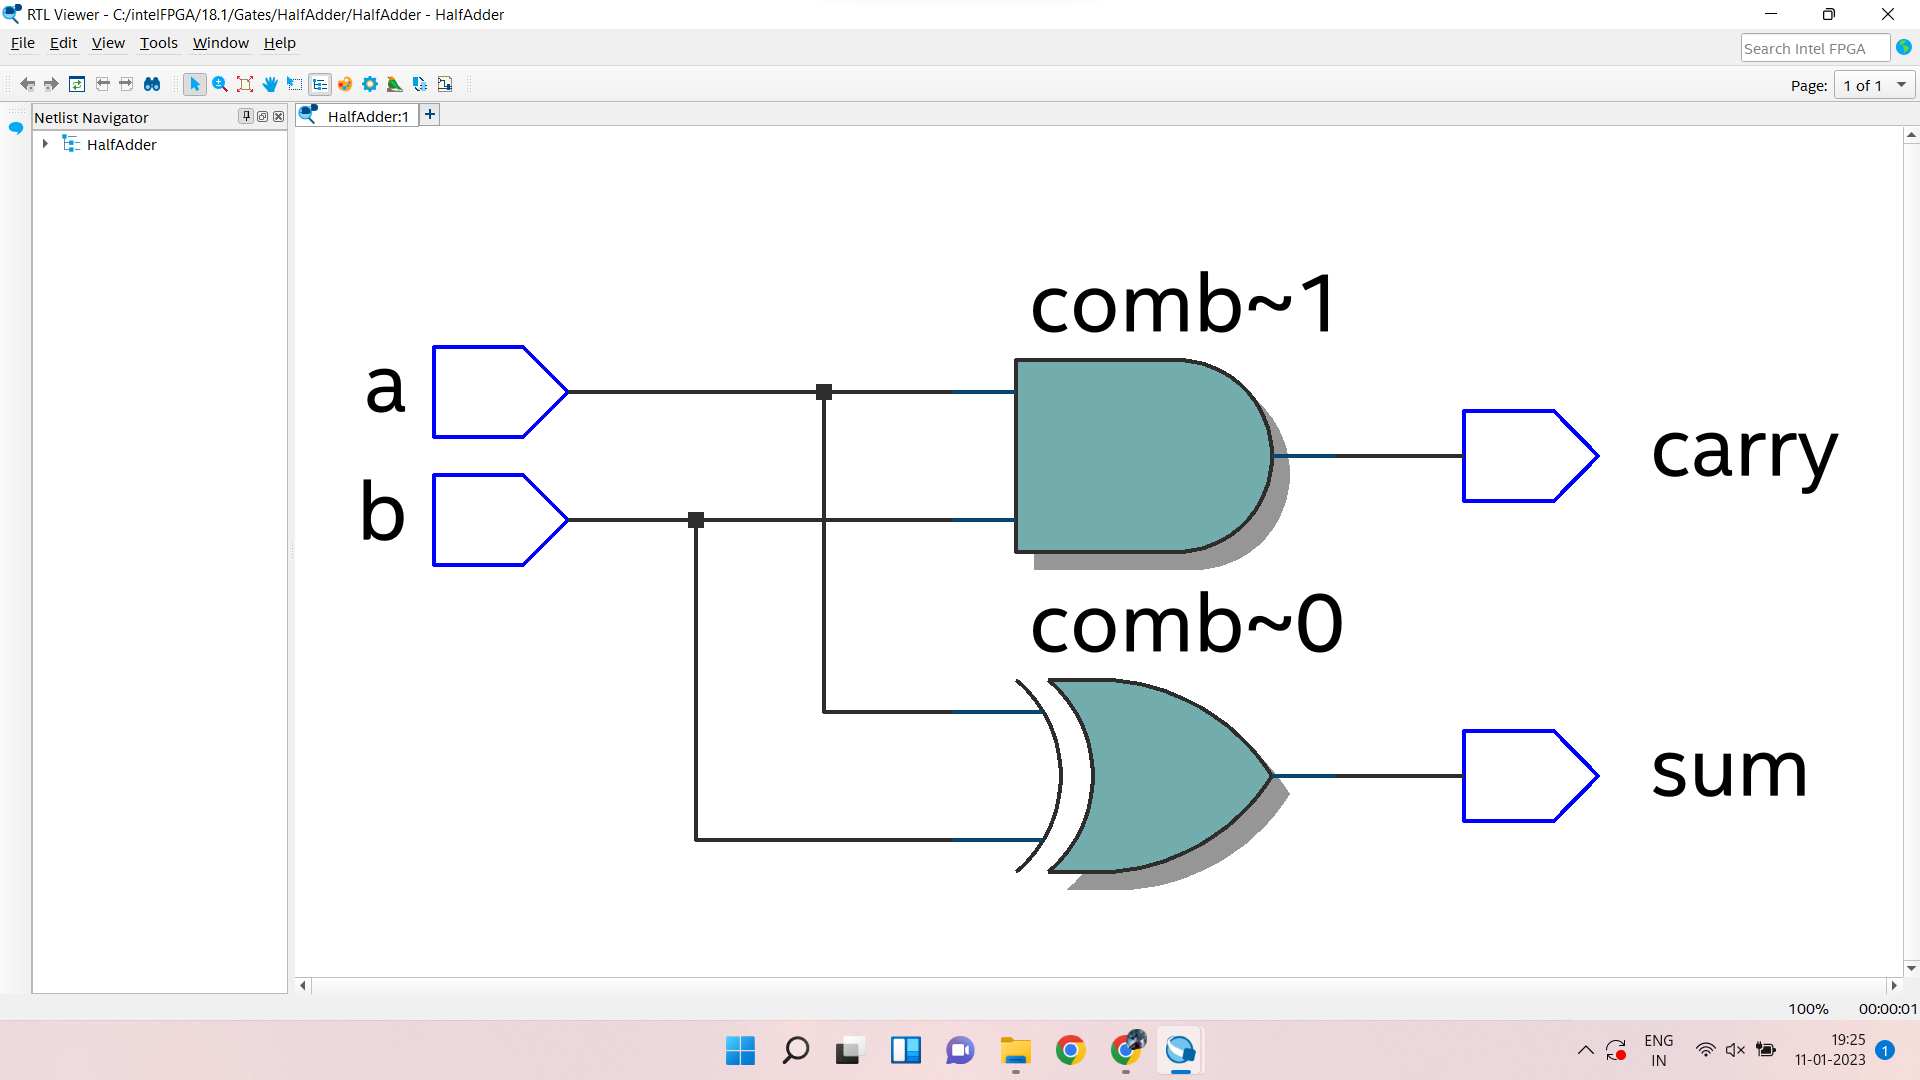 RTL Viewer - C:/intelFPGA/18.1/Gates/HalfAdder/HalfAdder - HalfAdder
File Edit View Tools Window Help
Search Intel FPGA
Page: 1 of 1
Netlist Navigator
HalfAdder:1
HalfAdder
comb~1
a
carry
b
comb~0
sum
100% 00:00:01
ENG
IN
19:25
11-01-2023
1